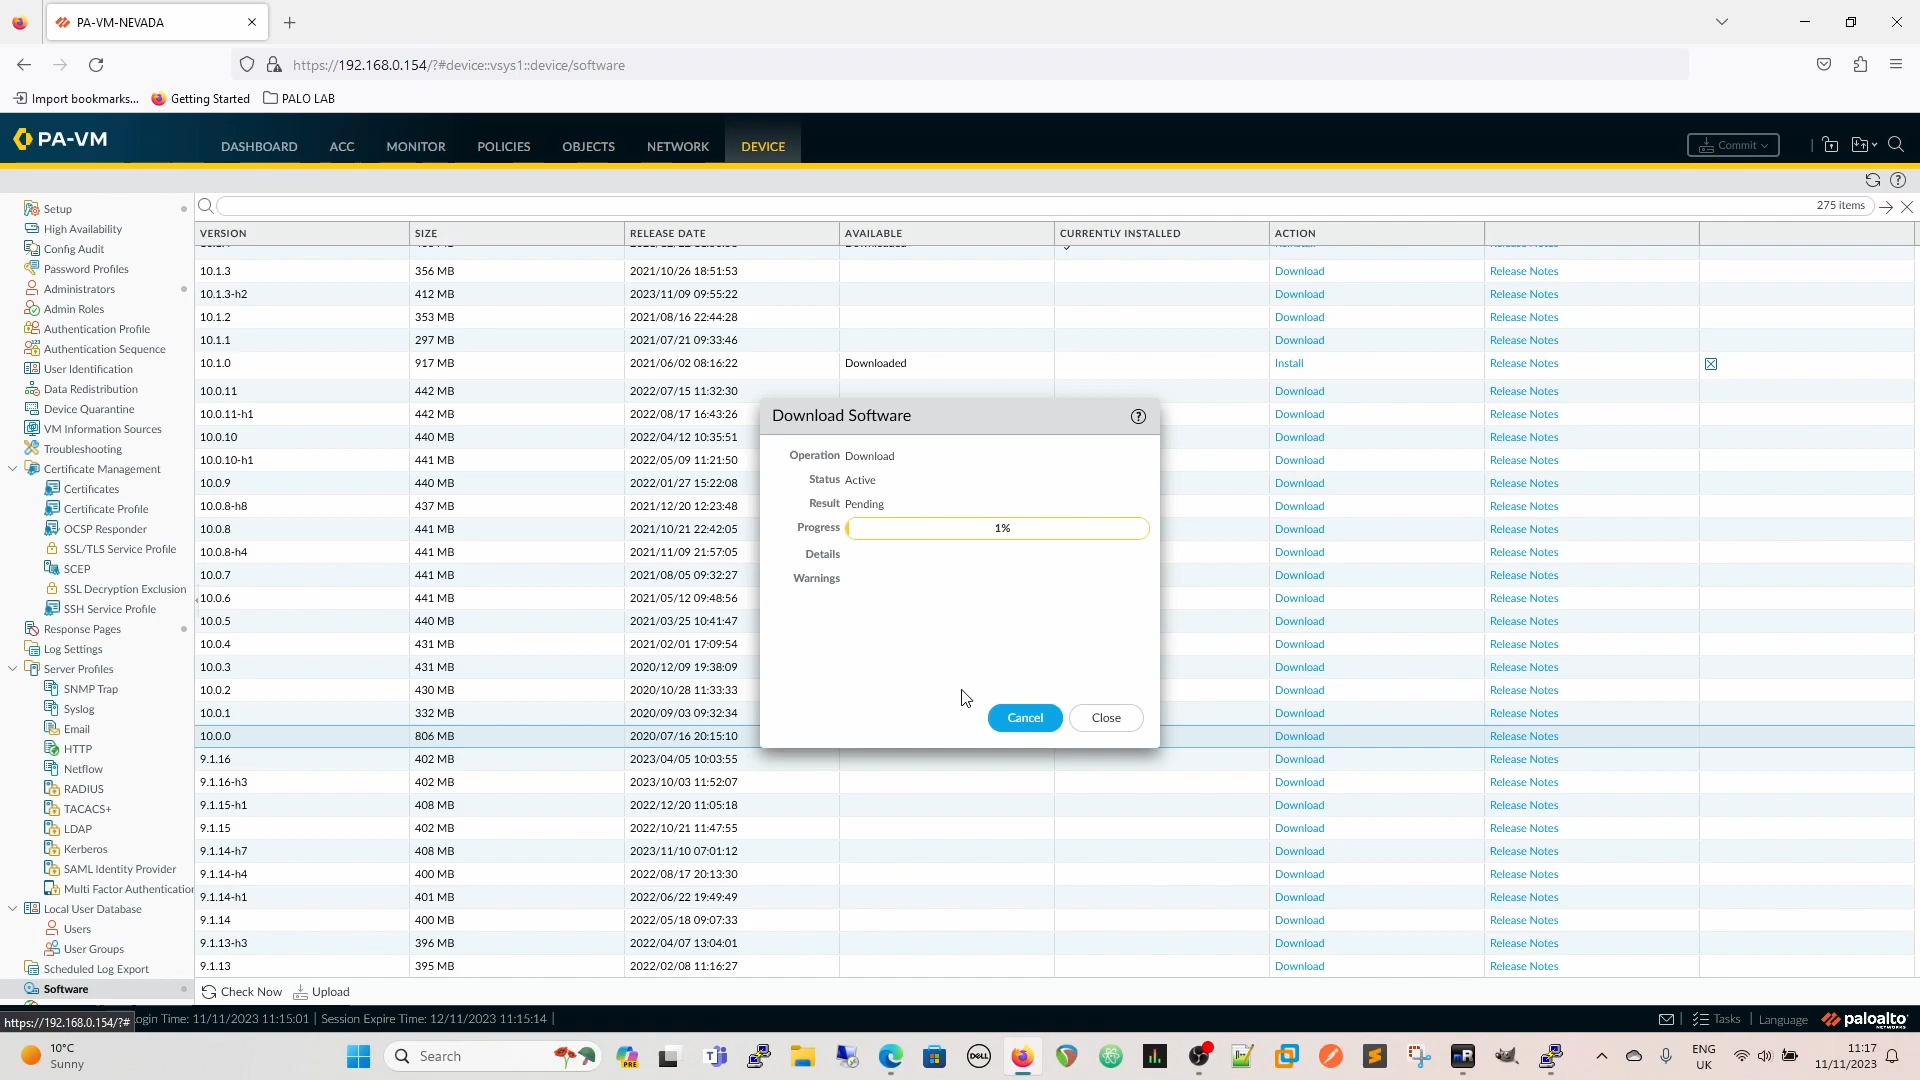 PA-VM-NEVADA
https://192.168.0.154/?#device::vsys1::device/software
Import bookmarks... Getting Started PALO LAB
PA-VM DASHBOARD ACC MONITOR POLICIES OBJECTS NETWORK DEVICE Commit
275 items
VERSION SIZE RELEASE DATE AVAILABLE CURRENTLY INSTALLED ACTION
10.1.3 356 MB 2021/10/26 18:51:53 Download Release Notes
10.1.3-h2 412 MB 2023/11/09 09:55:22 Download Release Notes
10.1.2 353 MB 2021/08/16 22:44:28 Download Release Notes
10.1.1 297 MB 2021/07/21 09:33:46 Download Release Notes
10.1.0 917 MB 2021/06/02 08:16:22 Downloaded Install Release Notes
10.0.11 442 MB 2022/07/15 11:32:30 Download Release Notes
10.0.11-h1 442 MB 2022/08/17 16:43:26 Download Release Notes
10.0.10 440 MB 2022/04/12 10:35:51 Download Release Notes
10.0.10-h1 441 MB 2022/05/09 11:21:50 Download Release Notes
10.0.9 440 MB 2022/01/27 15:22:08 Download Release Notes
10.0.8-h8 437 MB 2021/12/20 12:23:48 Download Release Notes
10.0.8 441 MB 2021/10/21 22:42:05 Download Release Notes
10.0.8-h4 441 MB 2021/11/09 21:57:05 Download Release Notes
10.0.7 441 MB 2021/08/05 09:32:27 Download Release Notes
10.0.6 441 MB 2021/05/12 09:48:56 Download Release Notes
10.0.5 440 MB 2021/03/25 10:41:47 Download Release Notes
10.0.4 431 MB 2021/02/01 17:09:54 Download Release Notes
10.0.3 431 MB 2020/12/09 19:38:09 Download Release Notes
10.0.2 430 MB 2020/10/28 11:33:33 Download Release Notes
10.0.1 332 MB 2020/09/03 09:32:34 Download Release Notes
10.0.0 806 MB 2020/07/16 20:15:10 Download Release Notes
9.1.16 402 MB 2023/04/05 10:03:55 Download Release Notes
9.1.16-h3 402 MB 2023/10/03 11:52:07 Download Release Notes
9.1.15-h1 408 MB 2022/12/20 11:05:18 Download Release Notes
9.1.15 402 MB 2022/10/21 11:47:55 Download Release Notes
9.1.14-h7 408 MB 2023/11/10 07:01:12 Download Release Notes
9.1.14-h4 400 MB 2022/08/17 20:13:30 Download Release Notes
9.1.14-h1 401 MB 2022/06/22 19:49:49 Download Release Notes
9.1.14 400 MB 2022/05/18 09:07:33 Download Release Notes
9.1.13-h3 396 MB 2022/04/07 13:04:01 Download Release Notes
9.1.13 395 MB 2022/02/08 11:16:27 Download Release Notes
Setup
High Availability
Config Audit
Password Profiles
Administrators
Admin Roles
Authentication Profile
Authentication Sequence
User Identification
Data Redistribution
Device Quarantine
VM Information Sources
Troubleshooting
Certificate Management
Certificates
Certificate Profile
OCSP Responder
SSL/TLS Service Profile
SCEP
SSL Decryption Exclusion
SSH Service Profile
Response Pages
Log Settings
Server Profiles
SNMP Trap
Syslog
Email
HTTP
Netflow
RADIUS
TACACS+
LDAP
Kerberos
SAML Identity Provider
Multi Factor Authentication
Local User Database
Users
User Groups
Scheduled Log Export
Software
Download Software
Operation Download
Status Active
Result Pending
Progress 1%
Details
Warnings
Cancel Close
Check Now Upload
https://192.168.0.154/?# ogin Time: 11/11/2023 11:15:01 | Session Expire Time: 12/11/2023 11:15:14 | Tasks | Language paloalto NETWORKS
10°C
Sunny
Search
PRE
DELL
ENG
UK
11:17
11/11/2023